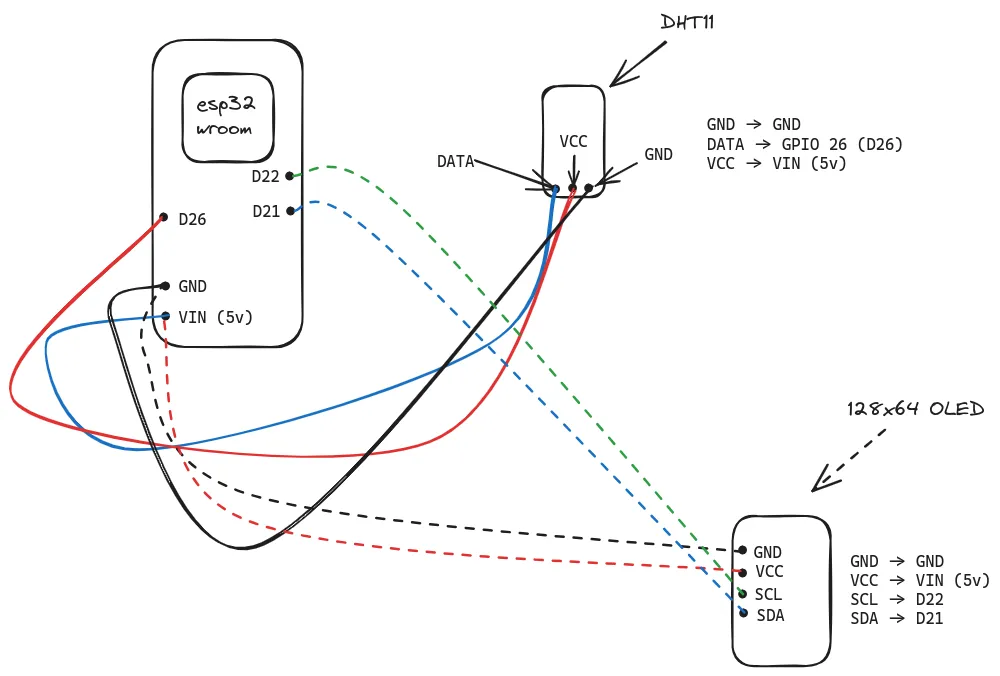 DHT11
esp32
wroom
GND → GND
DATA → GPIO 26 (D26)
VCC → VIN (5v)
VCC
DATA
GND
D22
D21
D26
GND
VIN (5v)
128x64 OLED
GND
VCC
SCL
SDA
GND → GND
VCC → VIN (5v)
SCL → D22
SDA → D21